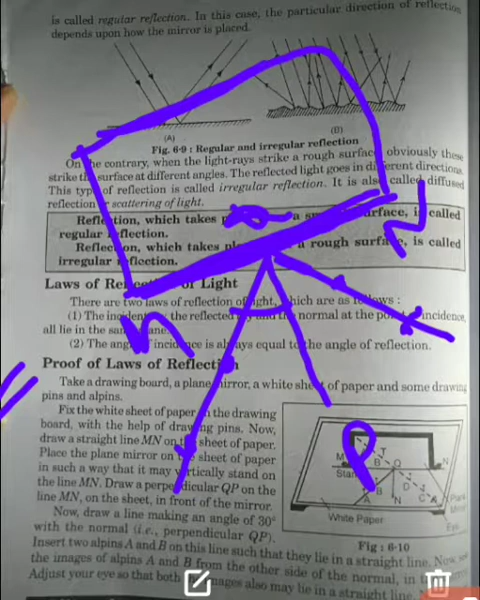 is called regular reflection. In this case, the particular direction of reflection
depends upon how the mirror is placed.
(A)
Fig. 6·9 : Regular and irregular reflection
On the contrary, when the light-rays strike a rough surface, obviously these
strike the surface at different angles. The reflected light goes in different directions.
This type of reflection is called irregular reflection. It is also called diffused
reflection or scattering of light.
Reflection, which takes a surface, is called
regular reflection.
Reflection, which takes a rough surface, is called
irregular reflection.
Laws of Reflection of Light
There are two laws of reflection of light, which are as follows :
(1) The incident the reflected and the normal at the point incidence,
all lie in the same plane.
(2) The angle incidence is always equal to the angle of reflection.
Proof of Laws of Reflection
Take a drawing board, a plane mirror, a white sheet of paper and some drawing
pins and alpins.
Fix the white sheet of paper on the drawing
board, with the help of drawing pins. Now,
draw a straight line MN on the sheet of paper.
Place the plane mirror on the sheet of paper
in such a way that it may vertically stand on
the line MN. Draw a perpendicular QP on the
line MN, on the sheet, in front of the mirror.
Now, draw a line making an angle of 30°
with the normal (i.e., perpendicular QP).
Insert two alpins A and B on this line such that they lie in a straight line. Now see
the images of alpins A and B from the other side of the normal, in
Adjust your eye so that both images also may lie in a straight line.
M
N
White Paper
Eye
Fig : 6·10
P